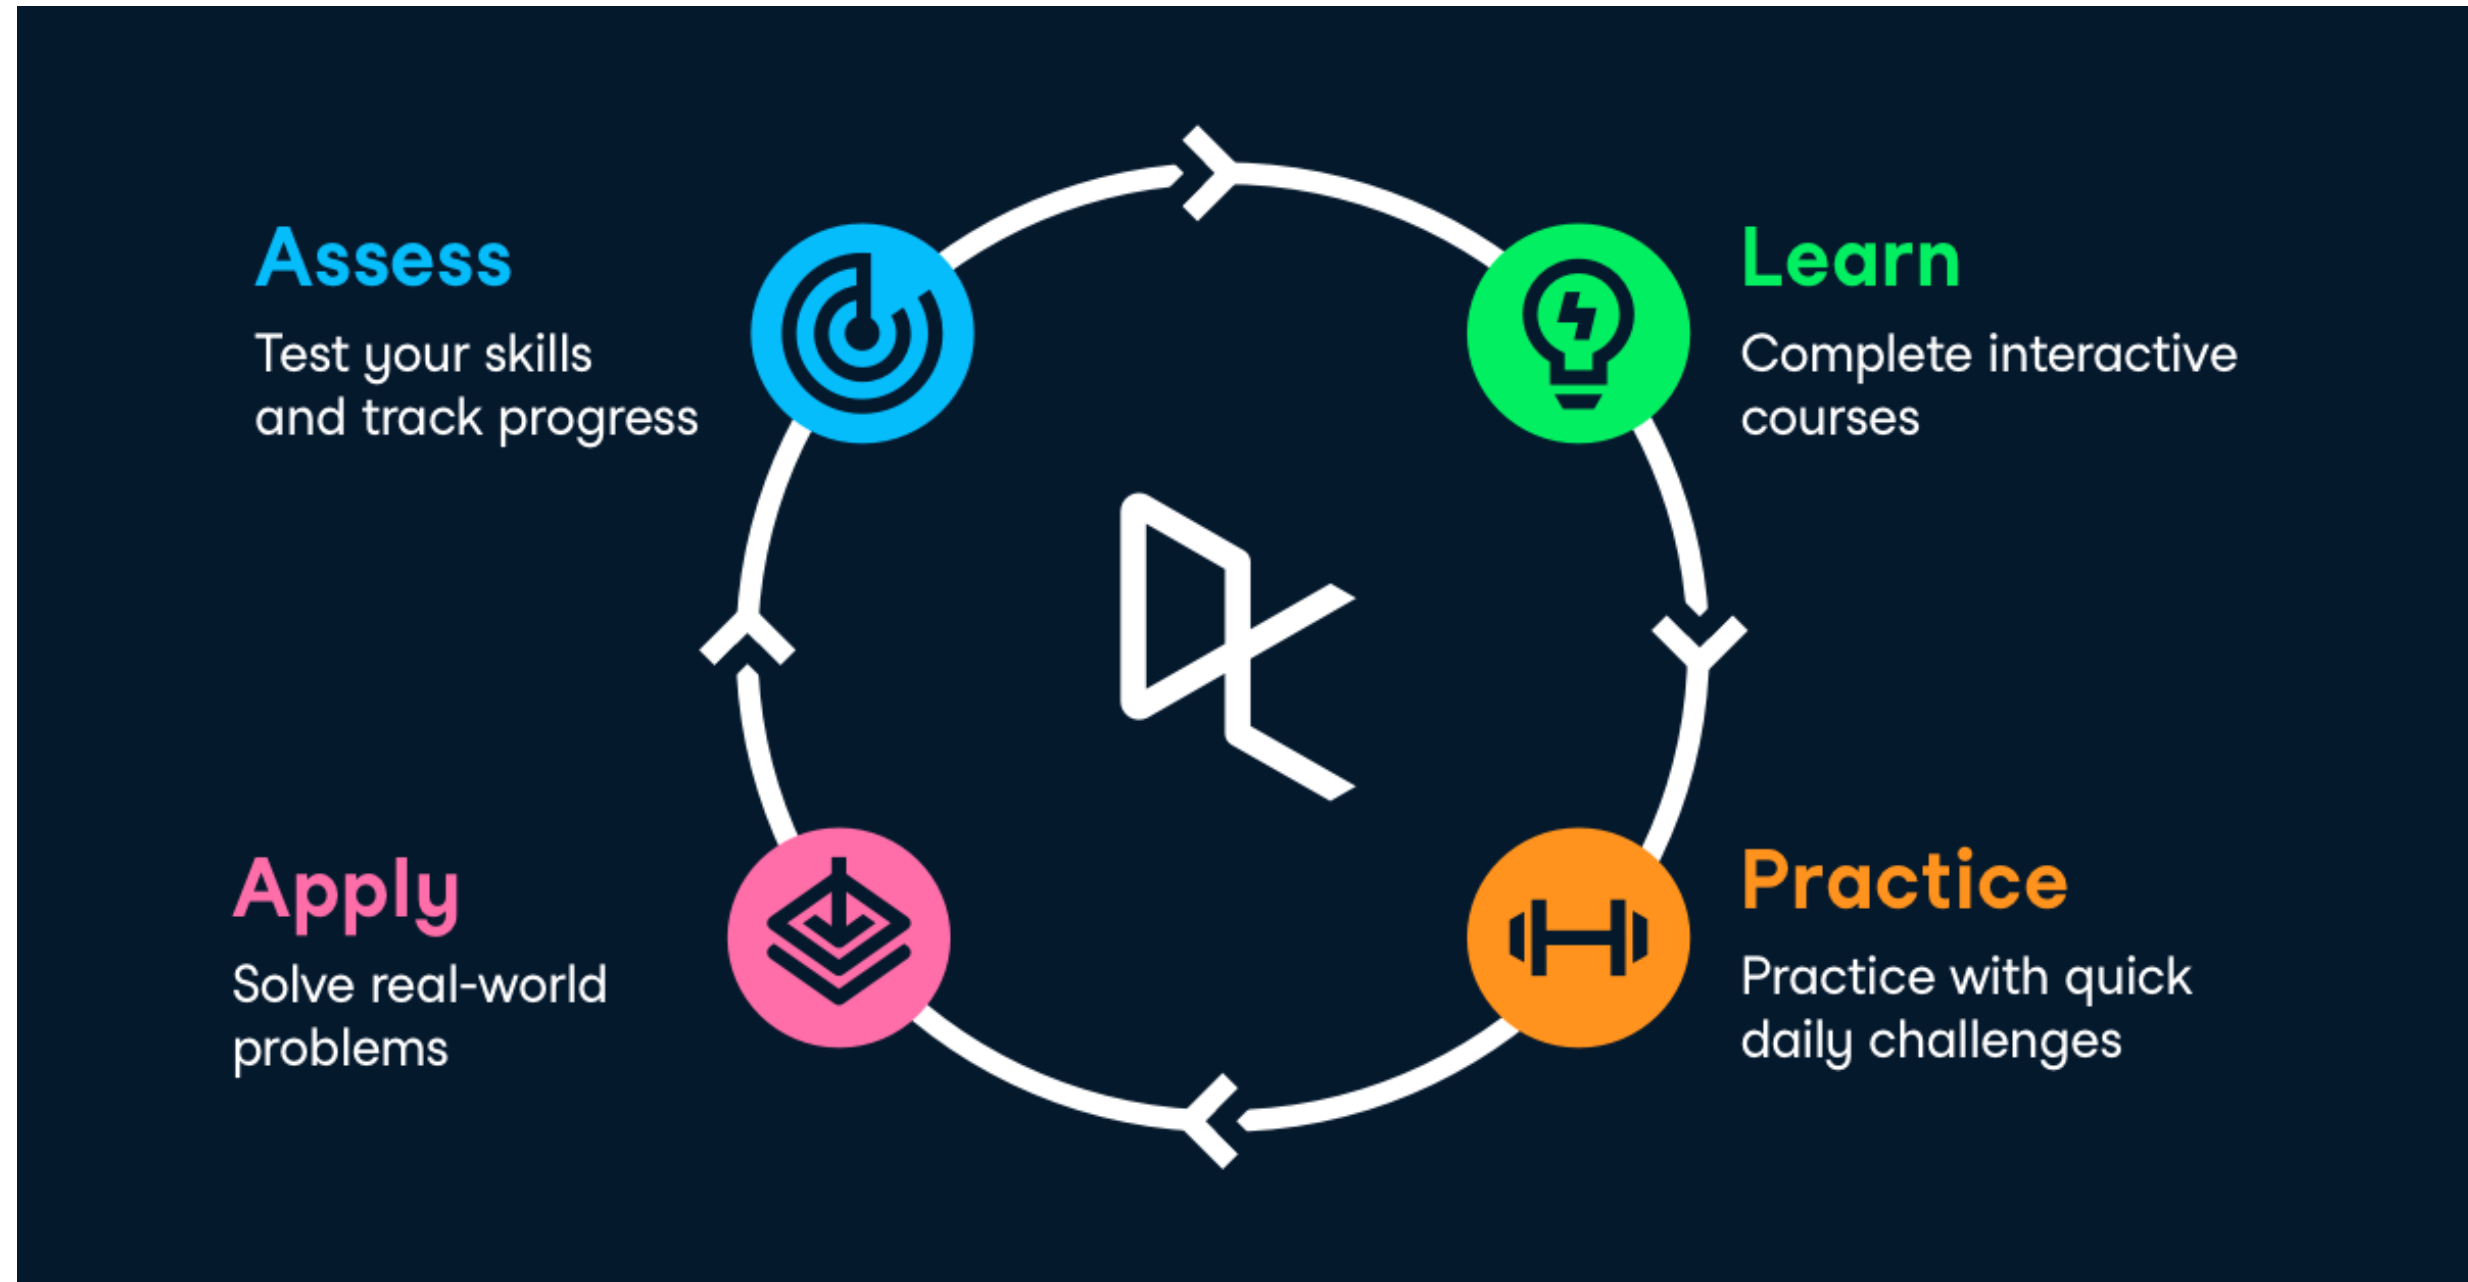 Assess
Test your skills
and track progress
Learn
Complete interactive
courses
Apply
Solve real-world
problems
Practice
Practice with quick
daily challenges